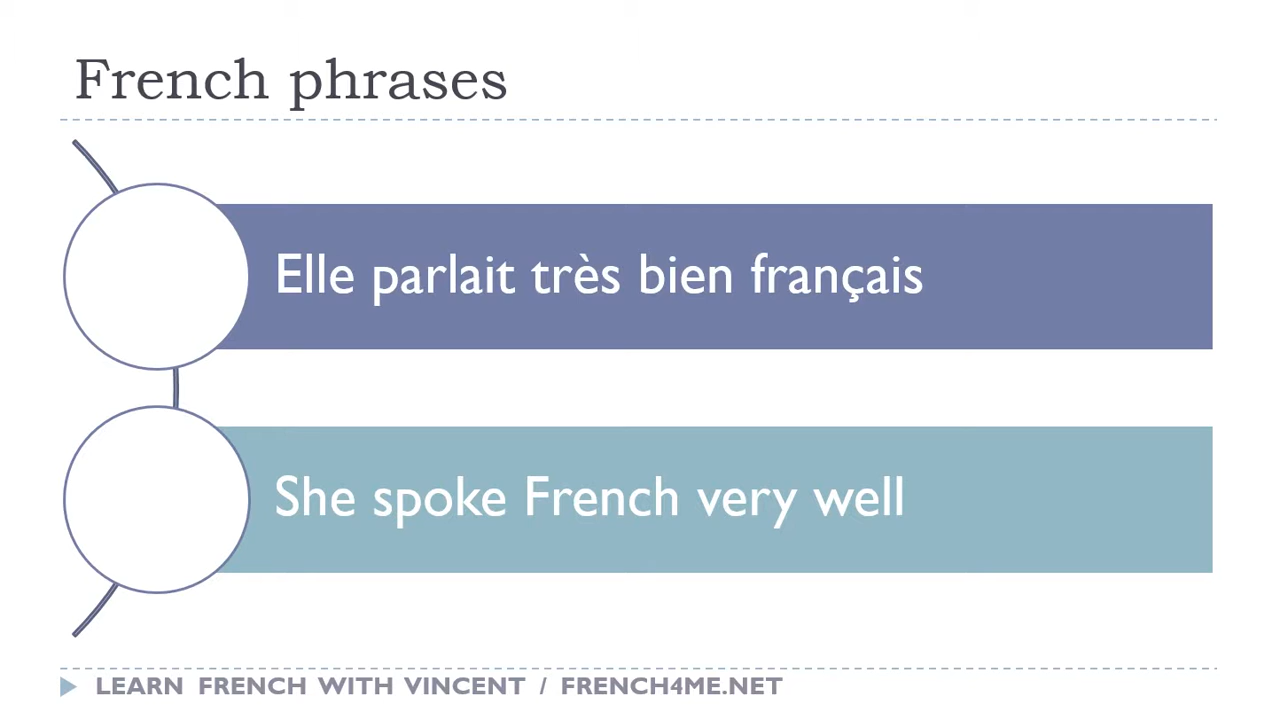 French phrases
Elle parlait très bien français
She spoke French very well
LEARN FRENCH WITH VINCENT / FRENCH4ME.NET